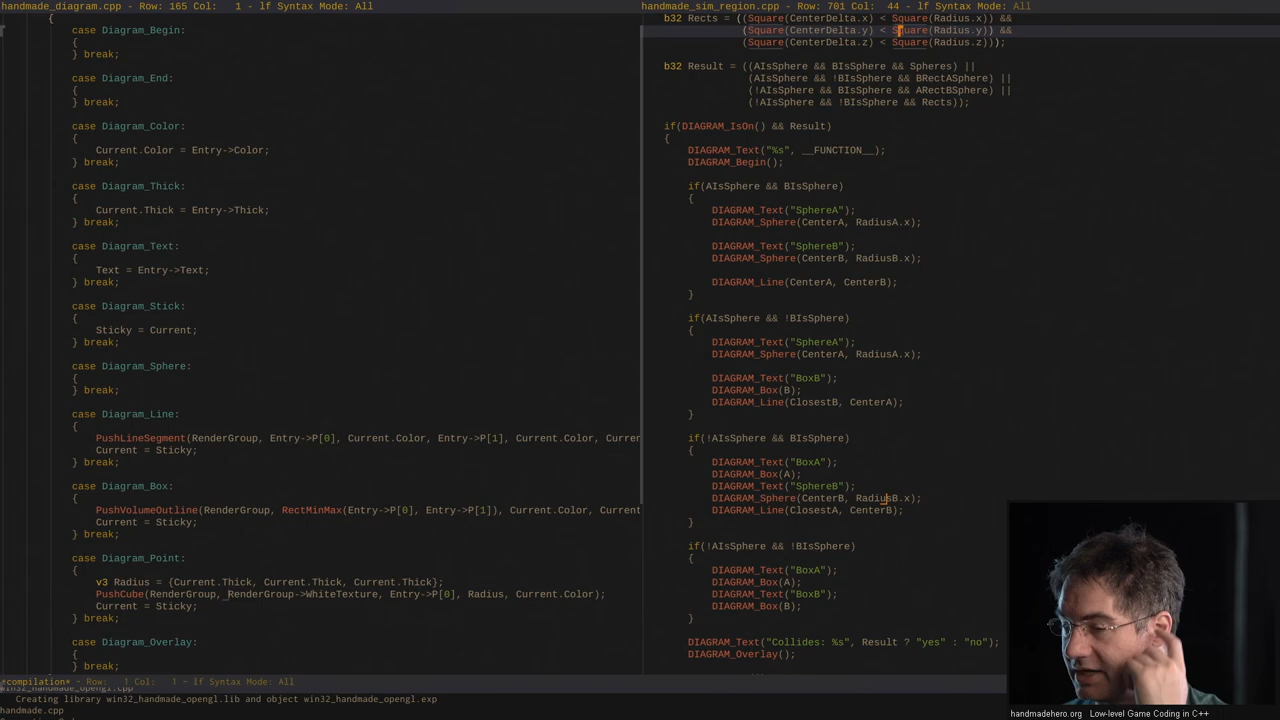 handmade_diagram.cpp - Row: 165 Col:   1 - lf Syntax Mode: All
{
case Diagram_Begin:
{
} break;
case Diagram_End:
{
} break;
case Diagram_Color:
{
Current.Color = Entry->Color;
} break;
case Diagram_Thick:
{
Current.Thick = Entry->Thick;
} break;
case Diagram_Text:
{
Text = Entry->Text;
} break;
case Diagram_Stick:
{
Sticky = Current;
} break;
case Diagram_Sphere:
{
} break;
case Diagram_Line:
{
PushLineSegment(RenderGroup, Entry->P[0], Current.Color, Entry->P[1], Current.Color, Curren
Current = Sticky;
} break;
case Diagram_Box:
{
PushVolumeOutline(RenderGroup, RectMinMax(Entry->P[0], Entry->P[1]), Current.Color, Current
Current = Sticky;
} break;
case Diagram_Point:
{
v3 Radius = {Current.Thick, Current.Thick, Current.Thick};
PushCube(RenderGroup, RenderGroup->WhiteTexture, Entry->P[0], Radius, Current.Color);
Current = Sticky;
} break;
case Diagram_Overlay:
{
} break;
handmade_sim_region.cpp - Row: 701 Col:  44 - lf Syntax Mode: All
b32 Rects = ((Square(CenterDelta.x) < Square(Radius.x)) &&
(Square(CenterDelta.y) < Square(Radius.y)) &&
(Square(CenterDelta.z) < Square(Radius.z)));
b32 Result = ((AIsSphere && BIsSphere && Spheres) ||
(AIsSphere && !BIsSphere && BRectASphere) ||
(!AIsSphere && BIsSphere && ARectBSphere) ||
(!AIsSphere && !BIsSphere && Rects));
if(DIAGRAM_IsOn() && Result)
{
DIAGRAM_Text("%s", __FUNCTION__);
DIAGRAM_Begin();
if(AIsSphere && BIsSphere)
{
DIAGRAM_Text("SphereA");
DIAGRAM_Sphere(CenterA, RadiusA.x);
DIAGRAM_Text("SphereB");
DIAGRAM_Sphere(CenterB, RadiusB.x);
DIAGRAM_Line(CenterA, CenterB);
}
if(AIsSphere && !BIsSphere)
{
DIAGRAM_Text("SphereA");
DIAGRAM_Sphere(CenterA, RadiusA.x);
DIAGRAM_Text("BoxB");
DIAGRAM_Box(B);
DIAGRAM_Line(ClosestB, CenterA);
}
if(!AIsSphere && BIsSphere)
{
DIAGRAM_Text("BoxA");
DIAGRAM_Box(A);
DIAGRAM_Text("SphereB");
DIAGRAM_Sphere(CenterB, RadiusB.x);
DIAGRAM_Line(ClosestA, CenterB);
}
if(!AIsSphere && !BIsSphere)
{
DIAGRAM_Text("BoxA");
DIAGRAM_Box(A);
DIAGRAM_Text("BoxB");
DIAGRAM_Box(B);
}
DIAGRAM_Text("Collides: %s", Result ? "yes" : "no");
DIAGRAM_Overlay();
*compilation* - Row:   1 Col:   1 - lf Syntax Mode: All
win32_handmade_opengl.cpp
Creating library win32_handmade_opengl.lib and object win32_handmade_opengl.exp
handmade.cpp
handmadehero.org   Low-level Game Coding in C++